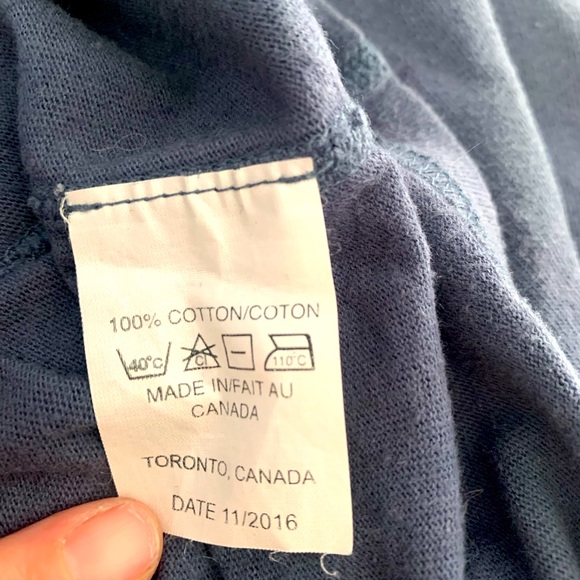 100% COTTON/COTON
40°C CL 110°C
MADE IN/FAIT AU
CANADA
TORONTO, CANADA
DATE 11/2016